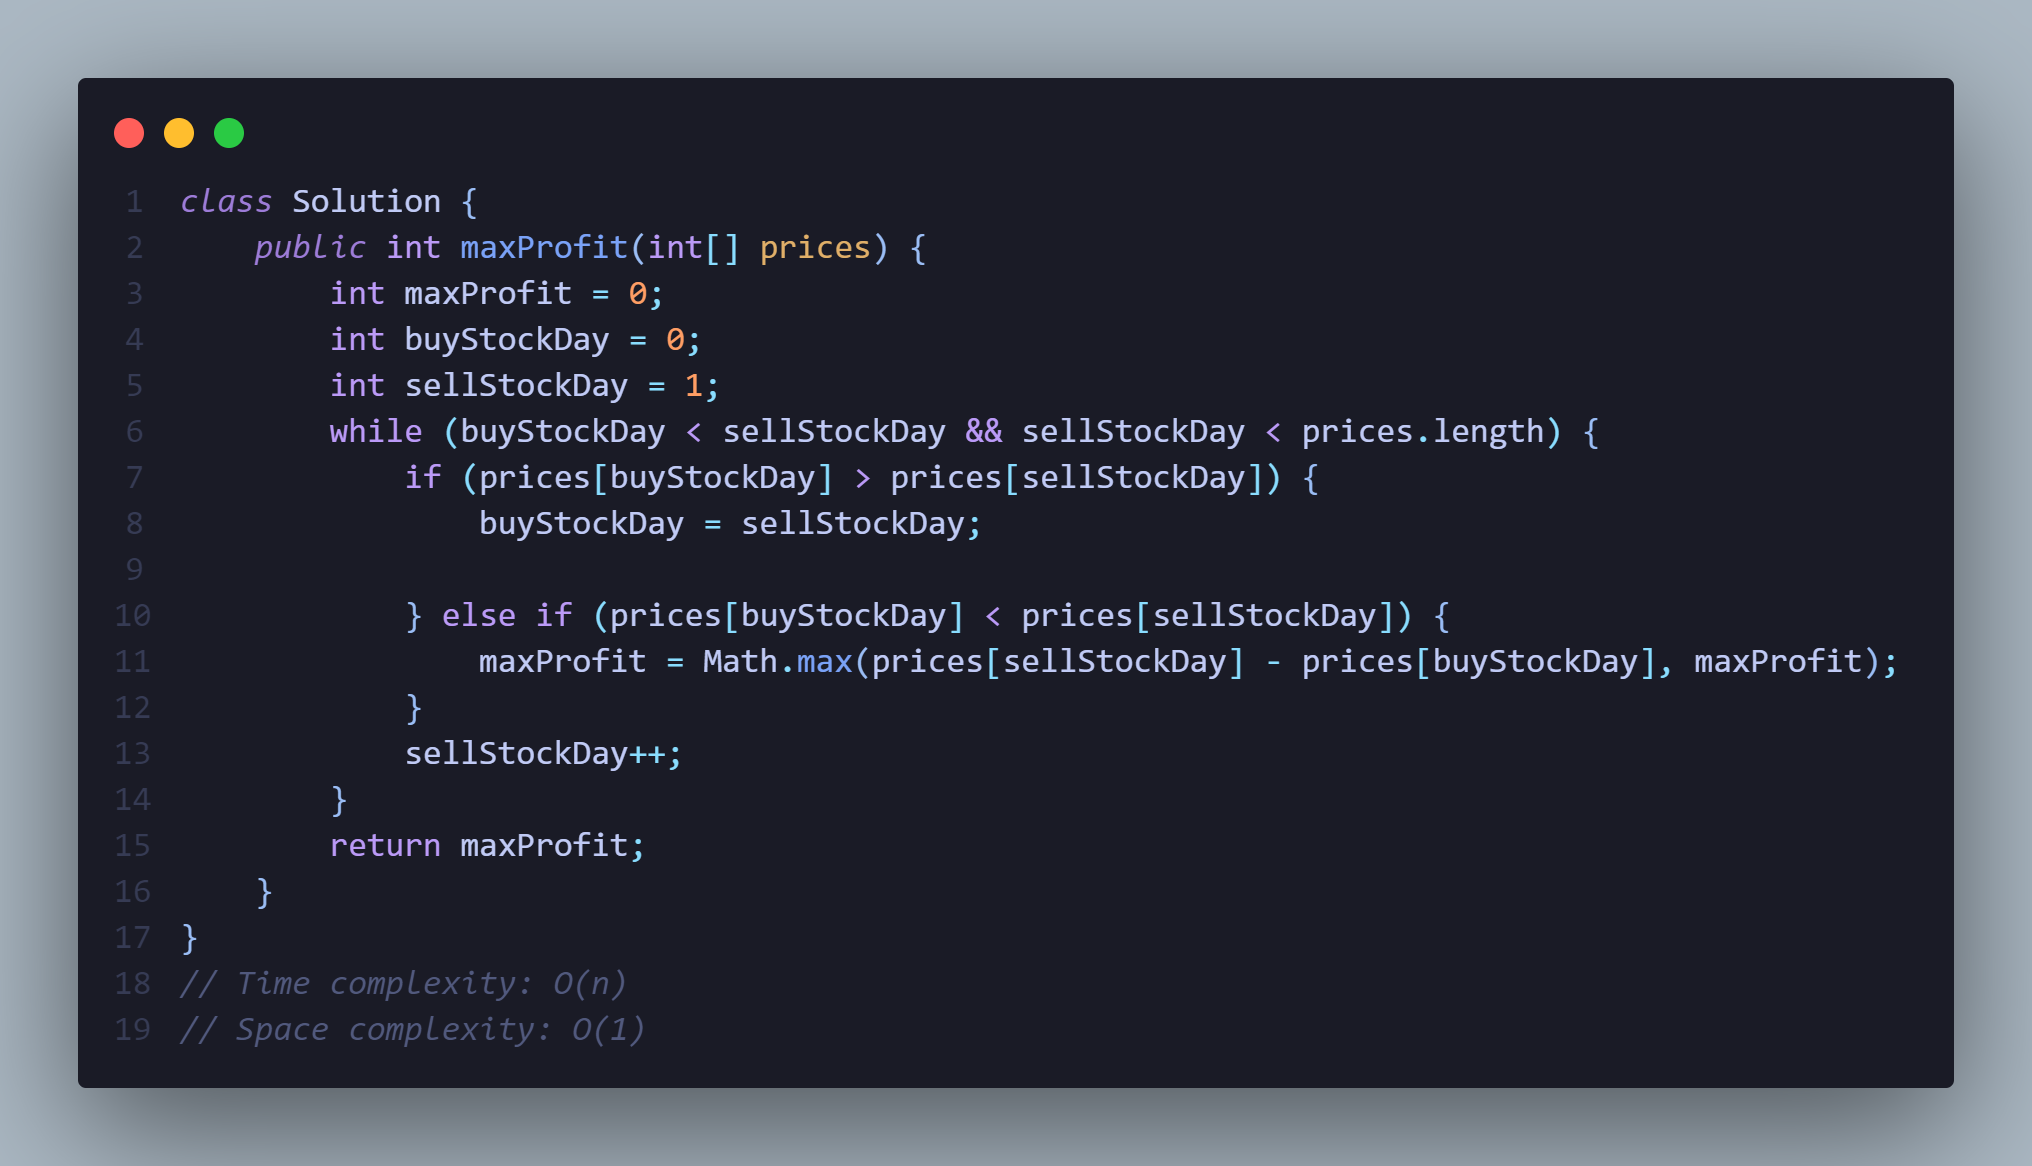 1 class Solution {
2     public int maxProfit(int[] prices) {
3         int maxProfit = 0;
4         int buyStockDay = 0;
5         int sellStockDay = 1;
6         while (buyStockDay < sellStockDay && sellStockDay < prices.length) {
7             if (prices[buyStockDay] > prices[sellStockDay]) {
8                 buyStockDay = sellStockDay;
9
10             } else if (prices[buyStockDay] < prices[sellStockDay]) {
11                 maxProfit = Math.max(prices[sellStockDay] - prices[buyStockDay], maxProfit);
12             }
13             sellStockDay++;
14         }
15         return maxProfit;
16     }
17 }
18 // Time complexity: O(n)
19 // Space complexity: O(1)